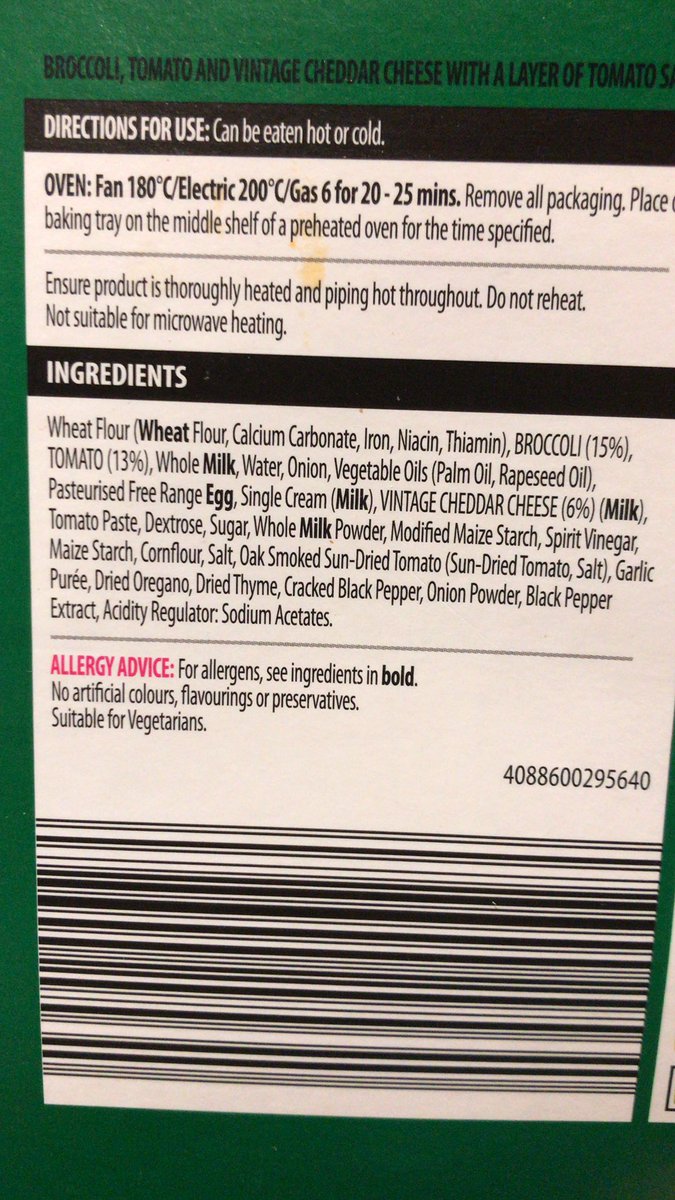 BROCCOLI, TOMATO AND VINTAGE CHEDDAR CHEESE WITH A LAYER OF TOMATO
DIRECTIONS FOR USE: Can be eaten hot or cold.
OVEN: Fan 180°C/Electric 200°C/Gas 6 for 20 - 25 mins. Remove all packaging. Place
baking tray on the middle shelf of a preheated oven for the time specified.
Ensure product is thoroughly heated and piping hot throughout. Do not reheat.
Not suitable for microwave heating.
INGREDIENTS
Wheat Flour (Wheat Flour, Calcium Carbonate, Iron, Niacin, Thiamin), BROCCOLI (15%),
TOMATO (13%), Whole Milk, Water, Onion, Vegetable Oils (Palm Oil, Rapeseed Oil),
Pasteurised Free Range Egg, Single Cream (Milk), VINTAGE CHEDDAR CHEESE (6%) (Milk),
Tomato Paste, Dextrose, Sugar, Whole Milk Powder, Modified Maize Starch, Spirit Vinegar,
Maize Starch, Cornflour, Salt, Oak Smoked Sun-Dried Tomato (Sun-Dried Tomato, Salt), Garlic
Purée, Dried Oregano, Dried Thyme, Cracked Black Pepper, Onion Powder, Black Pepper
Extract, Acidity Regulator: Sodium Acetates.
ALLERGY ADVICE: For allergens, see ingredients in bold.
No artificial colours, flavourings or preservatives.
Suitable for Vegetarians.
4088600295640